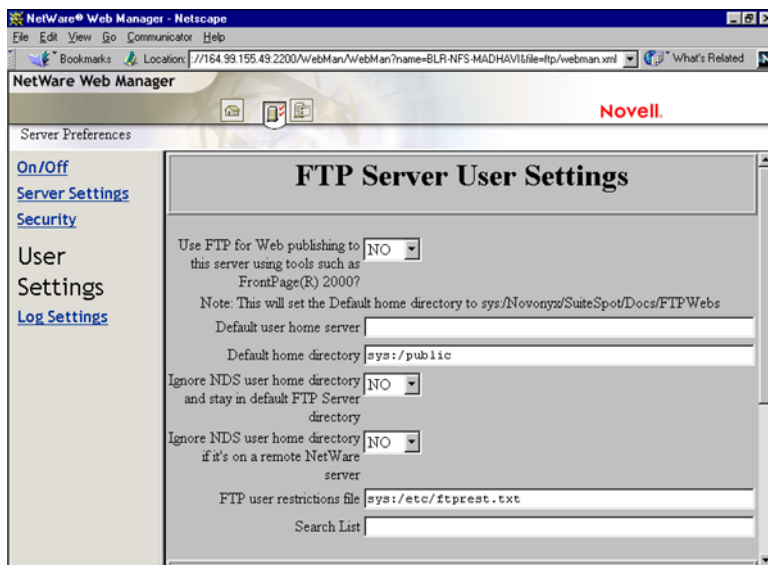 NetWare® Web Manager - Netscape
File Edit View Go Communicator Help
Bookmarks Location: ://164.99.155.49:2200/WebMan/WebMan?name=BLR-NFS-MADHAVI&file=ftp/webman.xml What's Related
NetWare Web Manager
Novell.
Server Preferences
On/Off
Server Settings
Security
User
Settings
Log Settings
FTP Server User Settings
Use FTP for Web publishing to
this server using tools such as
FrontPage(R) 2000?
NO
Note: This will set the Default home directory to sys:/Novonyx/SuiteSpot/Docs/FTPWebs
Default user home server
Default home directory sys:/public
Ignore NDS user home directory
and stay in default FTP Server
directory
NO
Ignore NDS user home directory
if it's on a remote NetWare
server
NO
FTP user restrictions file sys:/etc/ftprest.txt
Search List